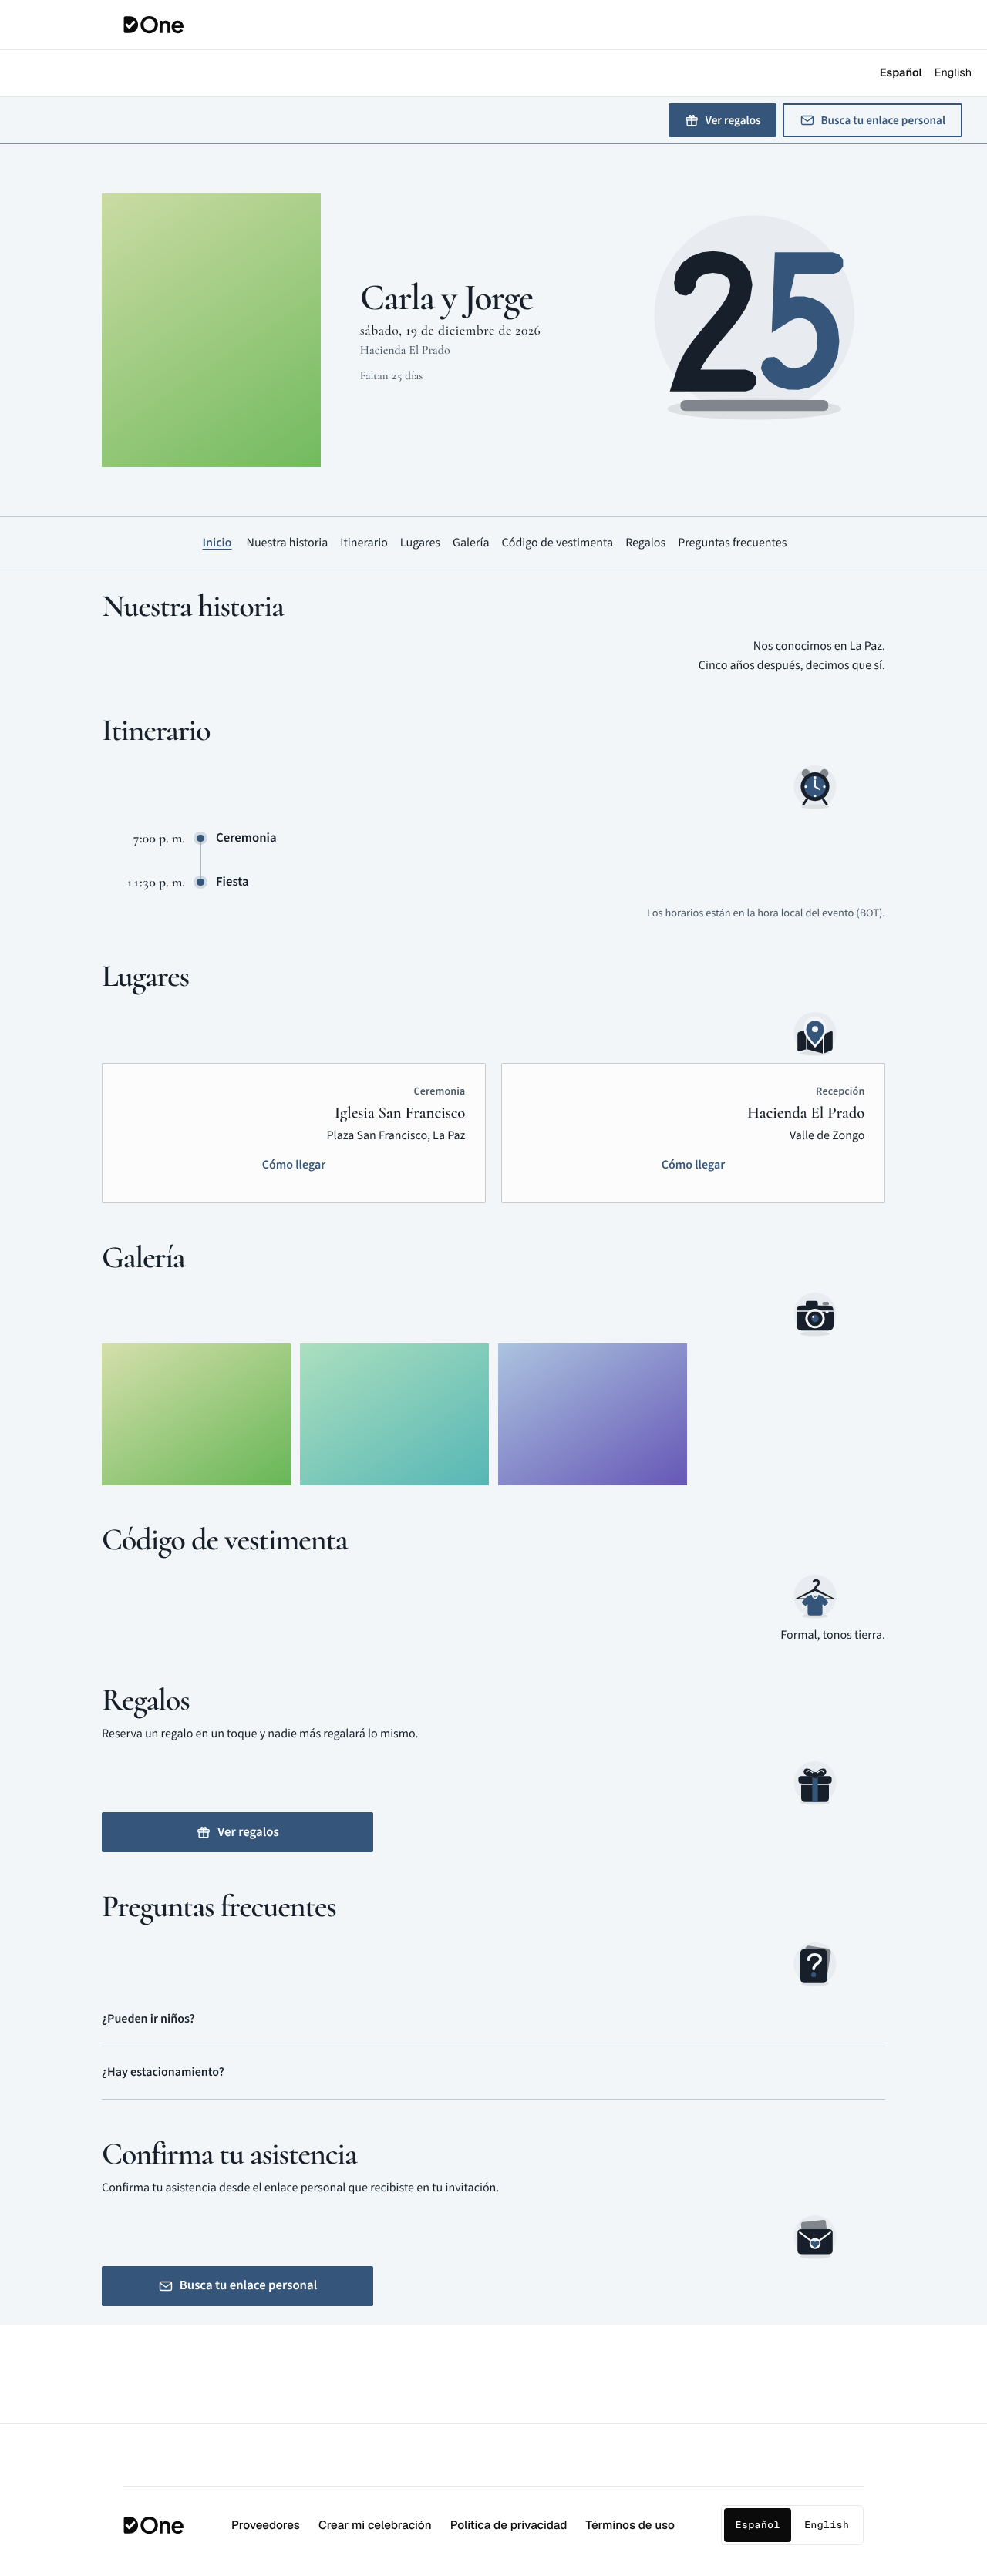 One
Español English
Ver regalos Busca tu enlace personal
Carla y Jorge
sábado, 19 de diciembre de 2026
Hacienda El Prado
Faltan 25 días
25
Inicio Nuestra historia Itinerario Lugares Galería Código de vestimenta Regalos Preguntas frecuentes
Nuestra historia
Nos conocimos en La Paz.
Cinco años después, decimos que sí.
Itinerario
7:00 p. m. Ceremonia
11:30 p. m. Fiesta
Los horarios están en la hora local del evento (BOT).
Lugares
Ceremonia
Iglesia San Francisco
Plaza San Francisco, La Paz
Cómo llegar
Recepción
Hacienda El Prado
Valle de Zongo
Cómo llegar
Galería
Código de vestimenta
Formal, tonos tierra.
Regalos
Reserva un regalo en un toque y nadie más regalará lo mismo.
Ver regalos
Preguntas frecuentes
?
¿Pueden ir niños?
¿Hay estacionamiento?
Confirma tu asistencia
Confirma tu asistencia desde el enlace personal que recibiste en tu invitación.
Busca tu enlace personal
One
Proveedores Crear mi celebración Política de privacidad Términos de uso
Español English